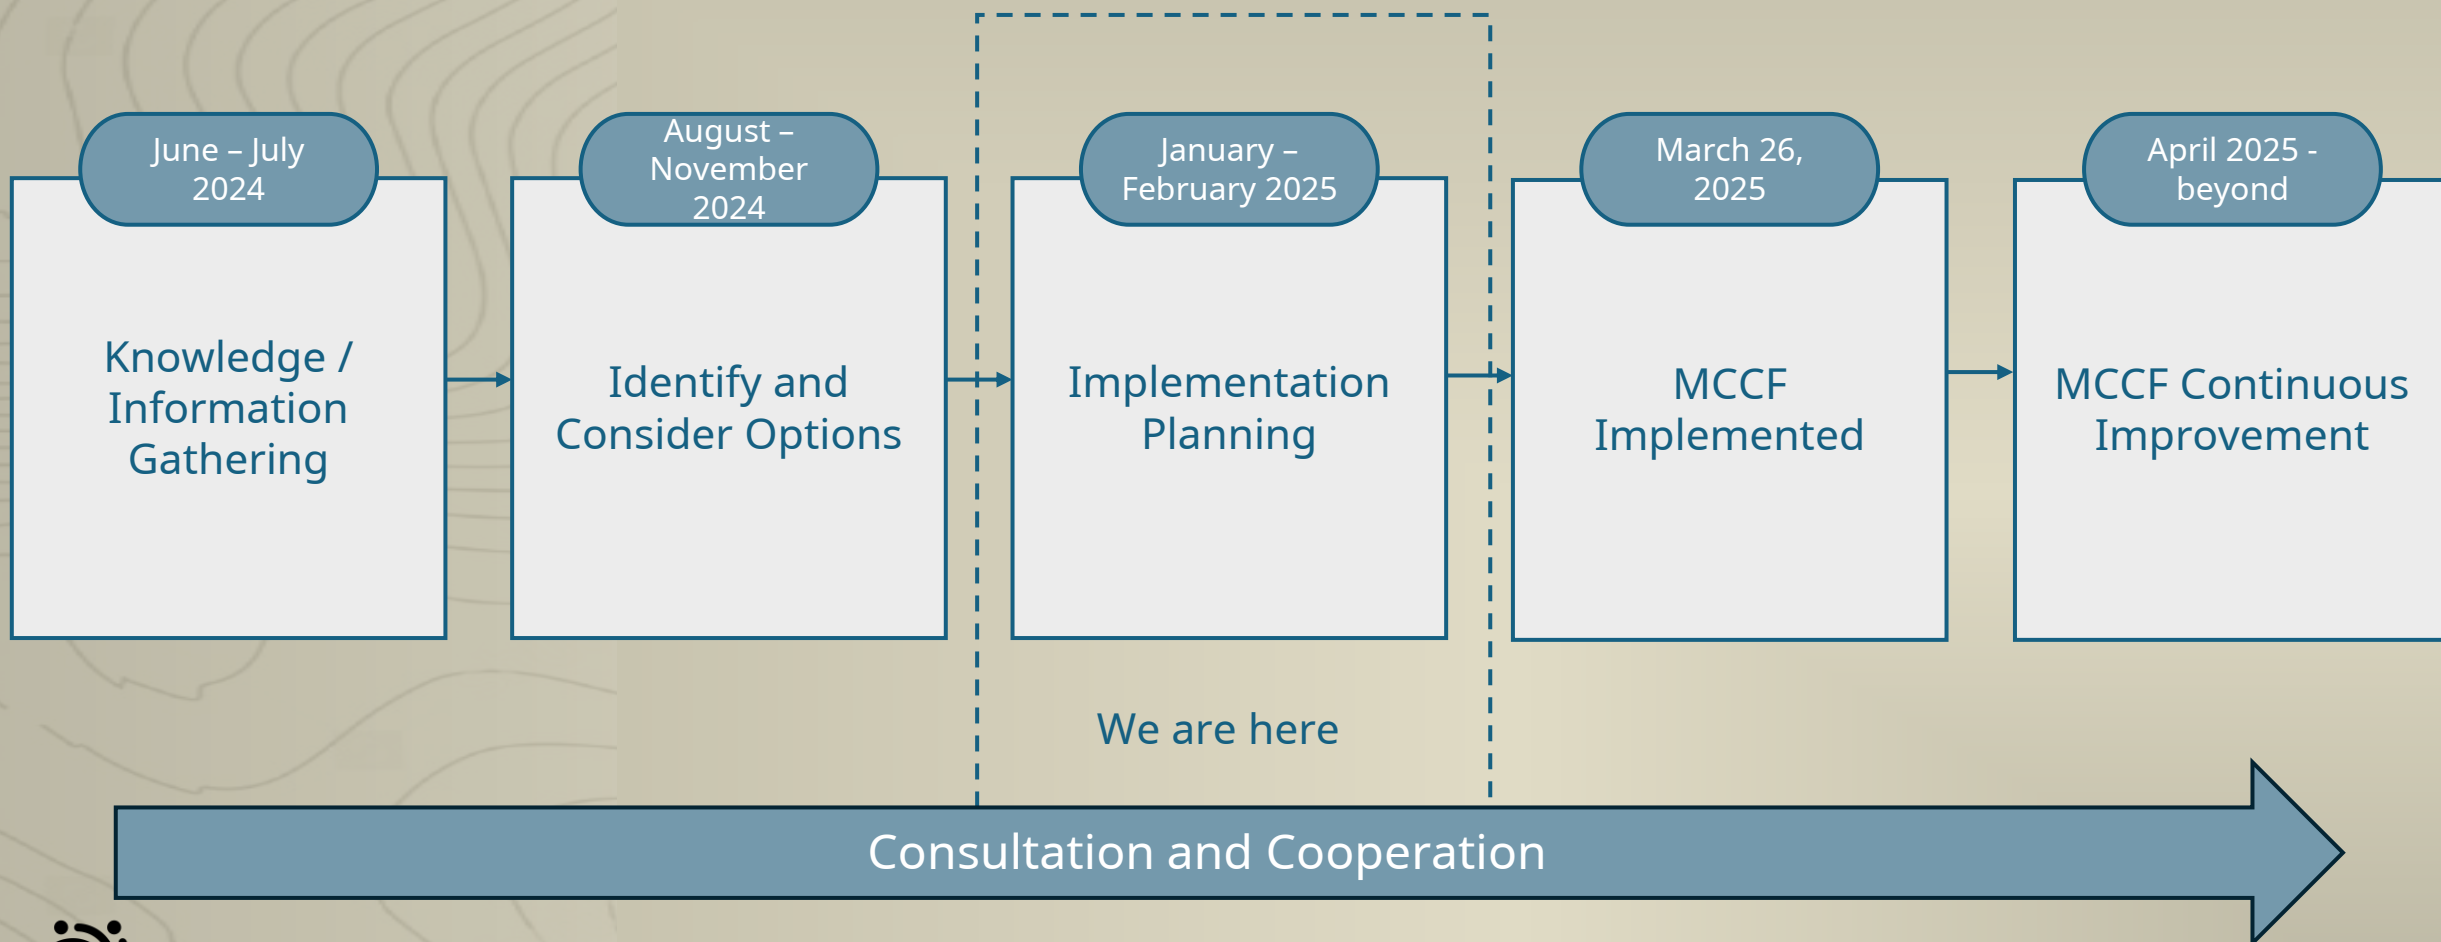 June – July
2024
August –
November
2024
January –
February 2025
March 26,
2025
April 2025 -
beyond
Knowledge /
Information
Gathering
Identify and
Consider Options
Implementation
Planning
MCCF
Implemented
MCCF Continuous
Improvement
We are here
Consultation and Cooperation